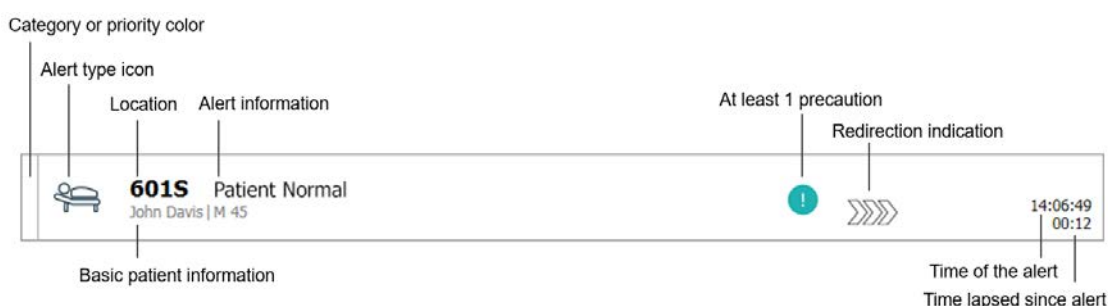 Category or priority color
Alert type icon
Location Alert information
At least 1 precaution
Redirection indication
601S Patient Normal
John Davis | M 45
!
14:06:49
00:12
Basic patient information
Time of the alert
Time lapsed since alert